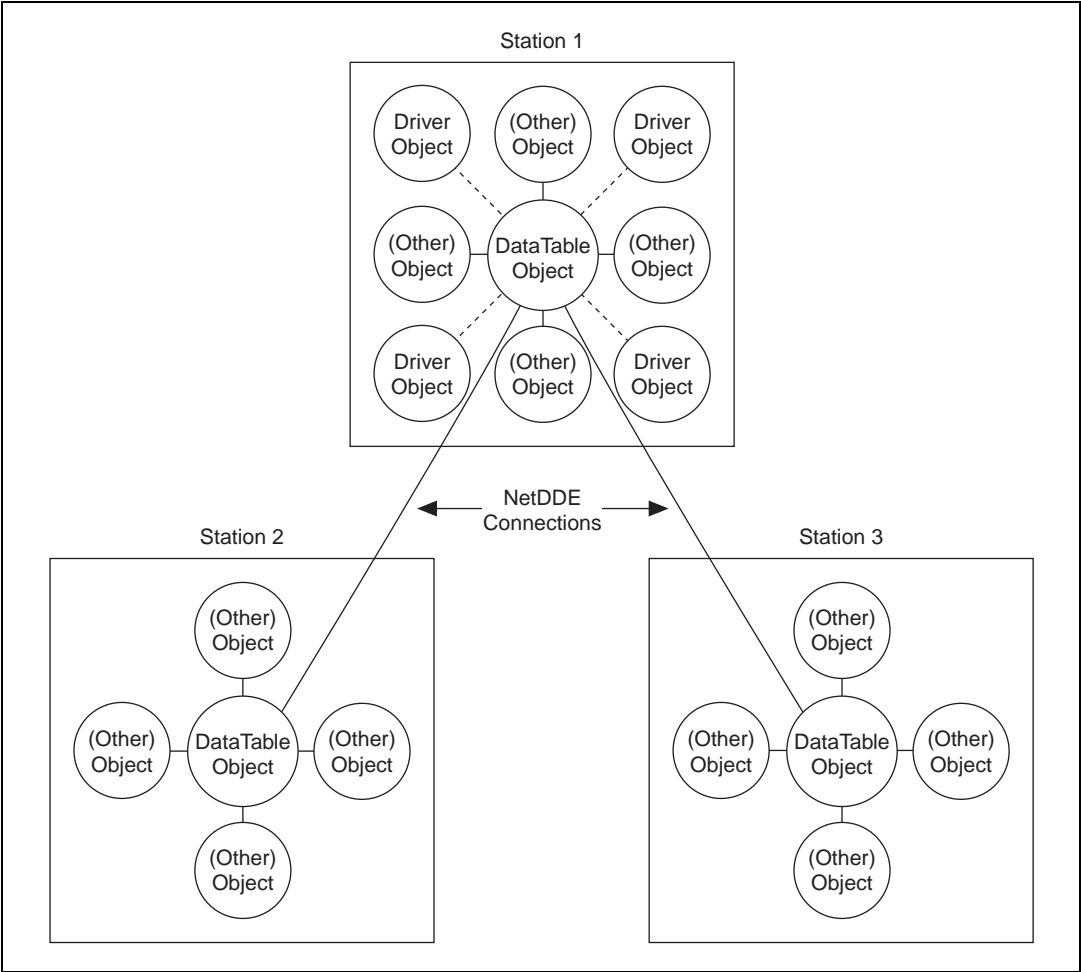 Station 1
Driver
Object
(Other)
Object
Driver
Object
(Other)
Object
DataTable
Object
(Other)
Object
Driver
Object
(Other)
Object
Driver
Object
NetDDE
Connections
Station 2
(Other)
Object
(Other)
Object
DataTable
Object
(Other)
Object
(Other)
Object
Station 3
(Other)
Object
(Other)
Object
DataTable
Object
(Other)
Object
(Other)
Object